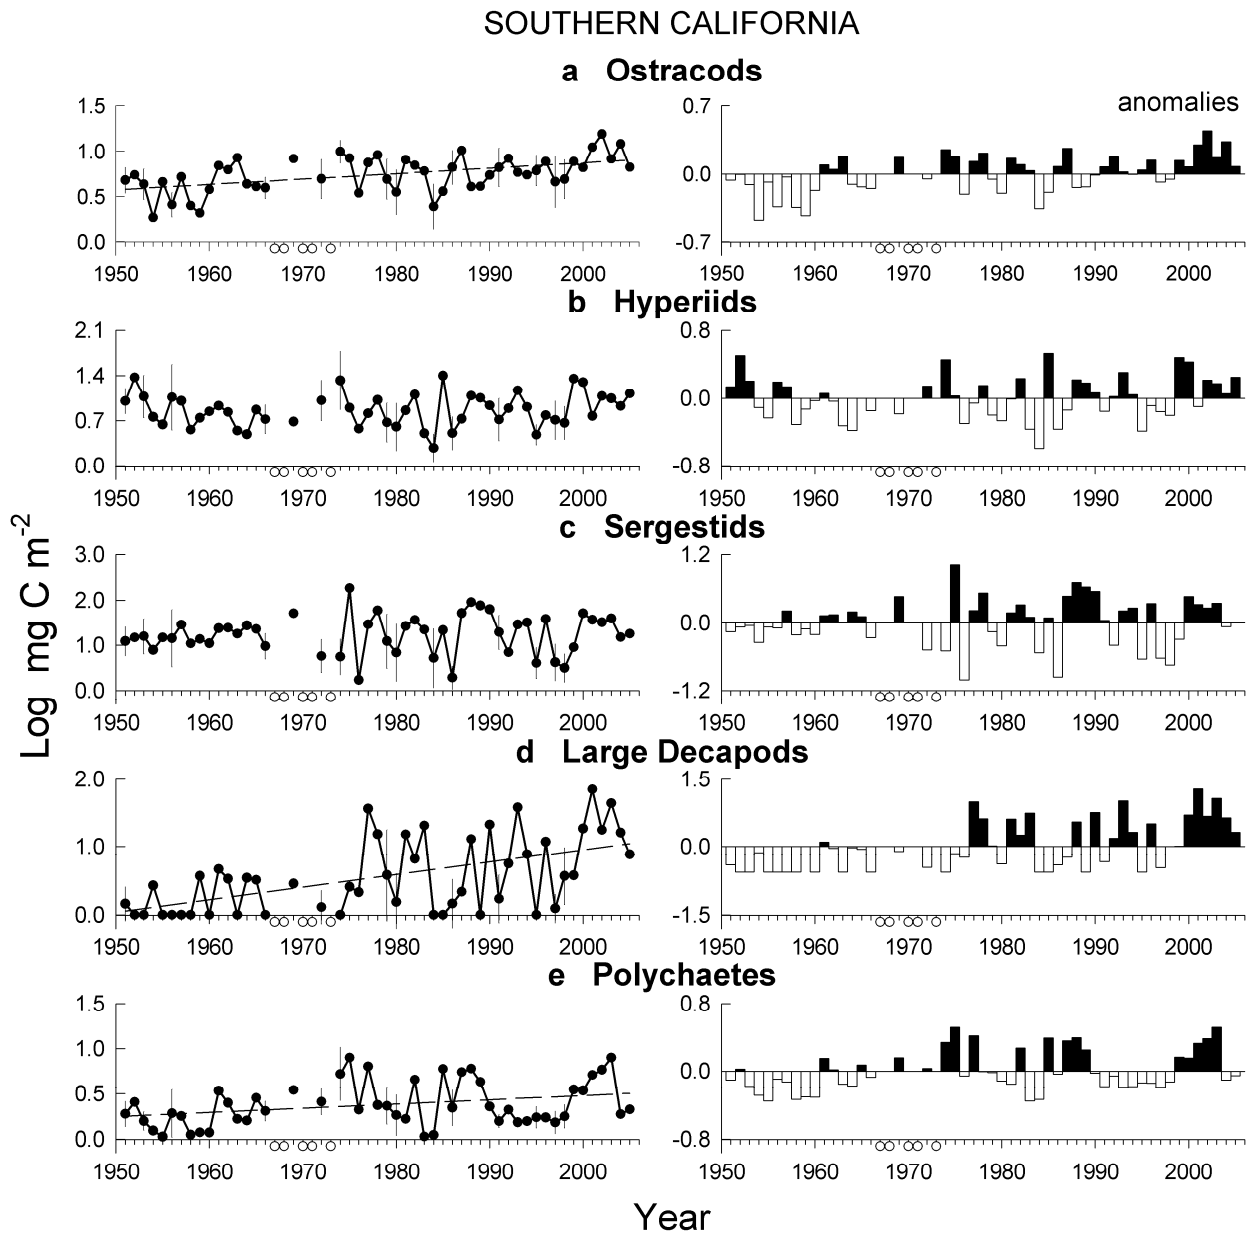 SOUTHERN CALIFORNIA
a Ostracods
1.5
1.0
0.5
0.0
1950 1960 1970 1980 1990 2000
anomalies
0.7
0.0
-0.7
1950 1960 1970 1980 1990 2000
b Hyperiids
2.1
1.4
0.7
0.0
1950 1960 1970 1980 1990 2000
0.8
0.0
-0.8
1950 1960 1970 1980 1990 2000
c Sergestids
3.0
2.0
1.0
0.0
1950 1960 1970 1980 1990 2000
1.2
0.0
-1.2
1950 1960 1970 1980 1990 2000
d Large Decapods
2.0
1.0
0.0
1950 1960 1970 1980 1990 2000
1.5
0.0
-1.5
1950 1960 1970 1980 1990 2000
e Polychaetes
1.5
1.0
0.5
0.0
1950 1960 1970 1980 1990 2000
0.8
0.0
-0.8
1950 1960 1970 1980 1990 2000
Log mg C m-2
Year